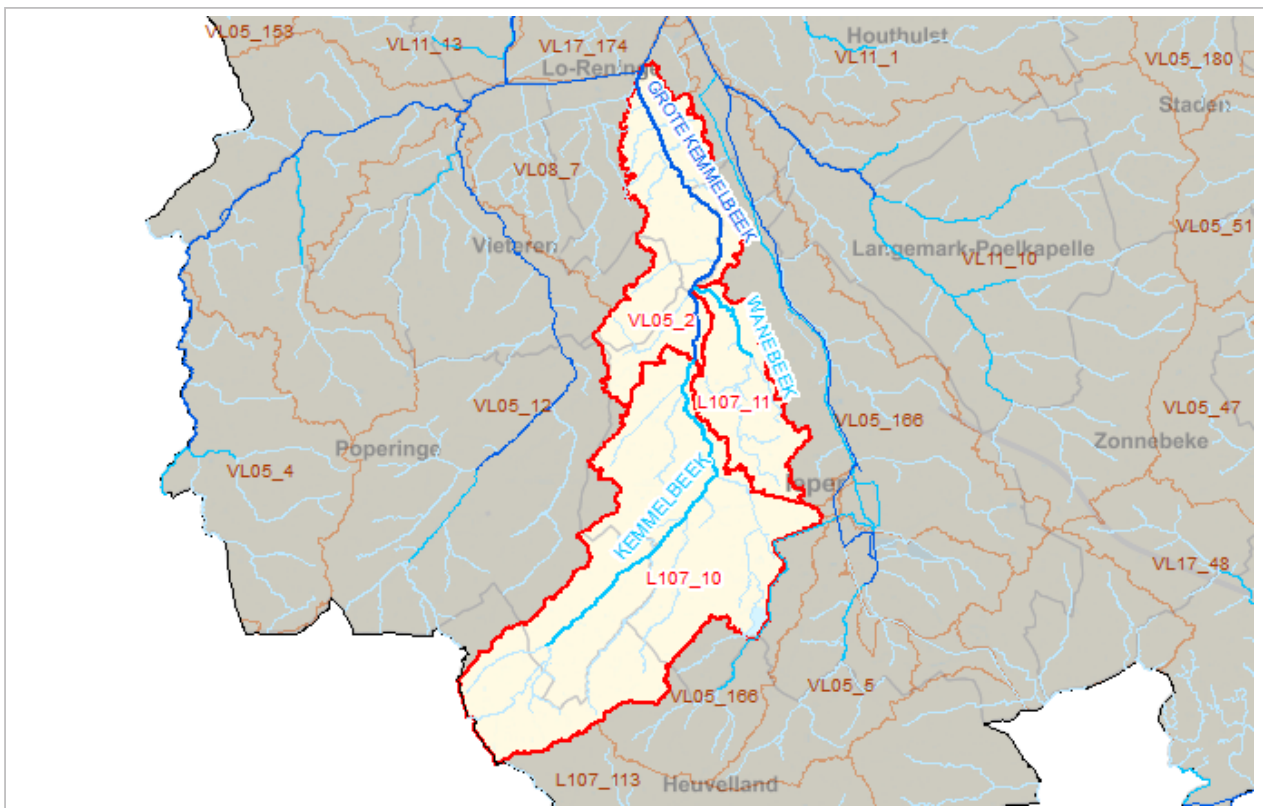 VL05_153
VL11_13
VL17_174
Houthulst
VL11_1
VL05_180
Lo-Reninge
Staden
GROTE KEMMELBEEK
VL08_7
Vleteren
VL05_51
Langemark-Poelkapelle
VL11_10
VL05_2
WANEBEEK
L107_11
VL05_12
VL05_166
VL05_47
Poperinge
Zonnebeke
VL05_4
Ieper
KEMMELBEEK
L107_10
VL17_48
VL05_166
VL05_5
L107_113
Heuvelland